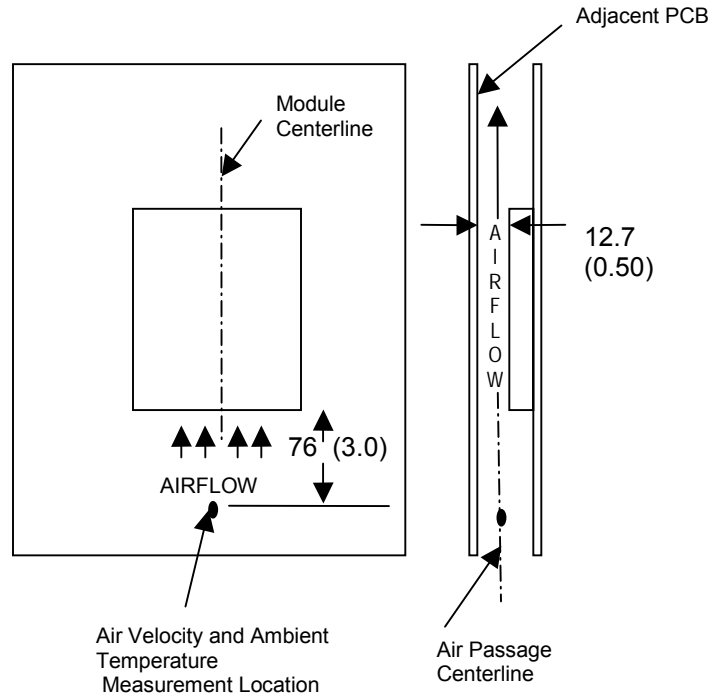 Adjacent PCB
Module
Centerline
AIRFLOW
12.7
(0.50)
76 (3.0)
AIRFLOW
Air Velocity and Ambient
Temperature
Measurement Location
Air Passage
Centerline